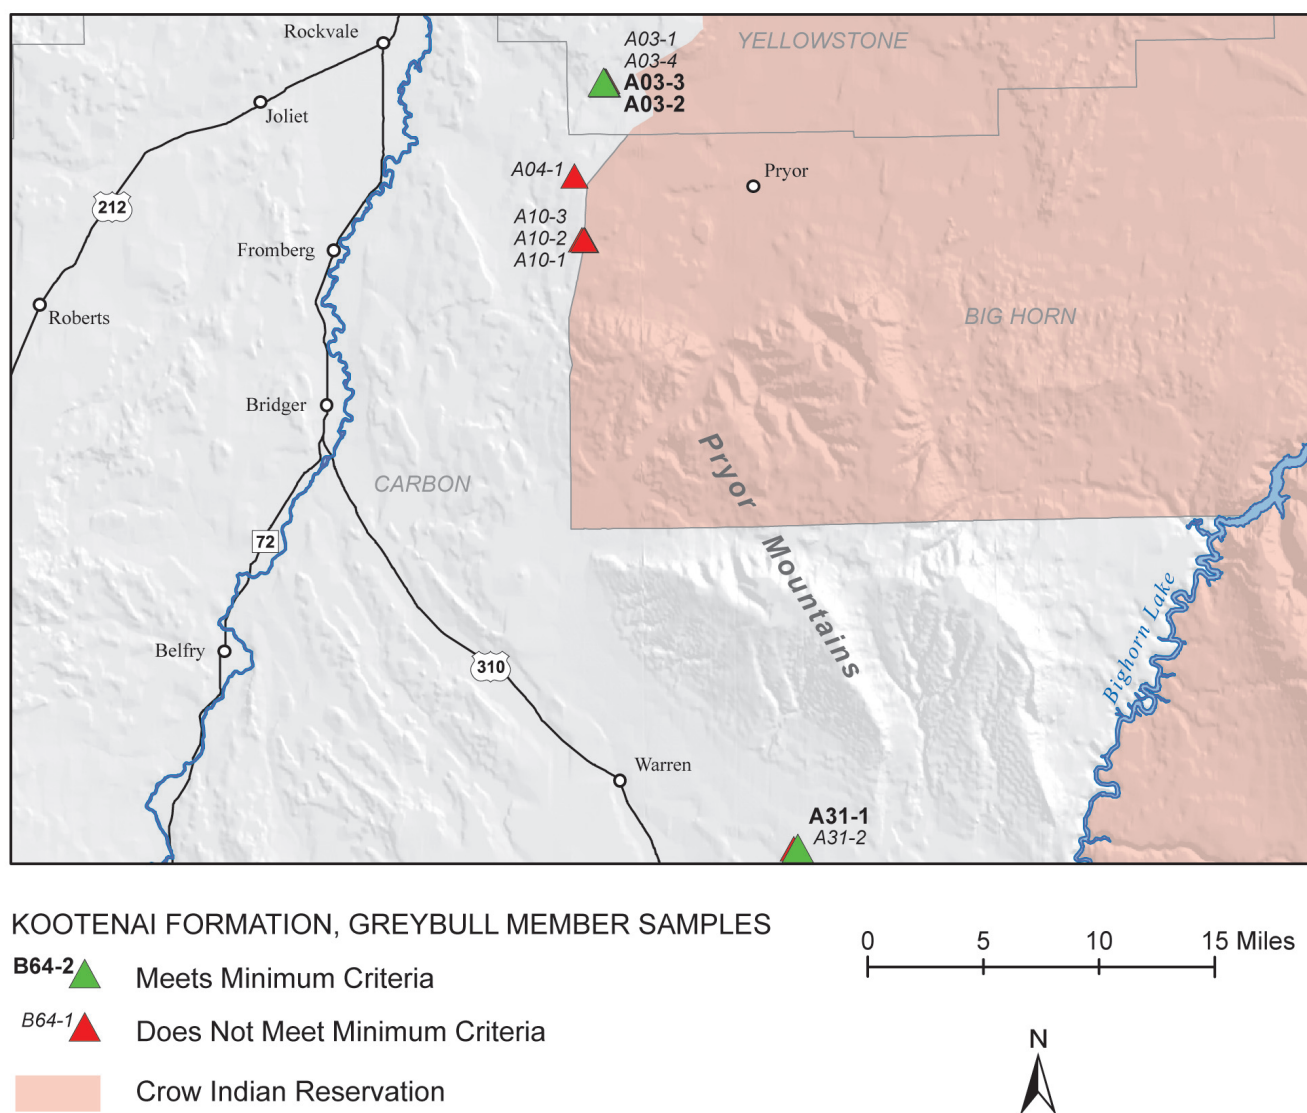 Rockvale
A03-1
YELLOWSTONE
A03-4
A03-3
A03-2
Joliet
A04-1
Pryor
212
A10-3
A10-2
A10-1
Fromberg
Roberts
BIG HORN
Bridger
Pryor Mountains
CARBON
72
Bighorn Lake
Belfry
310
Warren
A31-1
A31-2
KOOTENAI FORMATION, GREYBULL MEMBER SAMPLES
B64-2 Meets Minimum Criteria
B64-1 Does Not Meet Minimum Criteria
Crow Indian Reservation
0 5 10 15 Miles
N